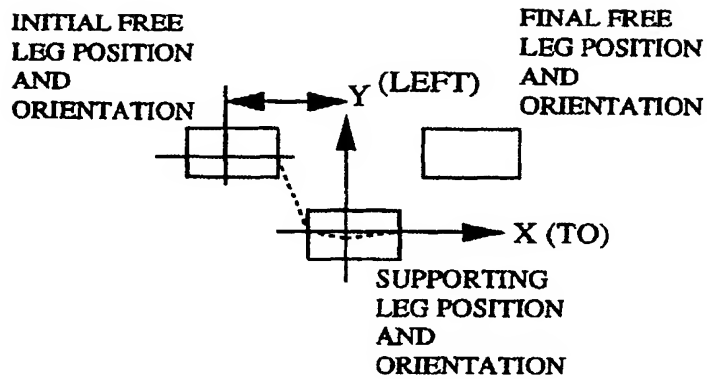 INITIAL FREE
LEG POSITION
AND
ORIENTATION
FINAL FREE
LEG POSITION
AND
ORIENTATION
Y (LEFT)
X (TO)
SUPPORTING
LEG POSITION
AND
ORIENTATION